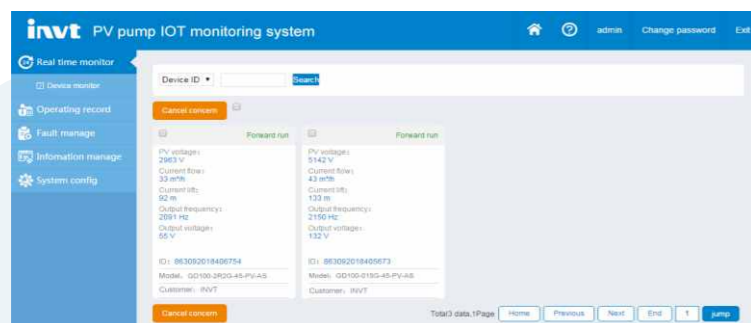 invt PV pump IOT monitoring system
admin Change password Exit
Real time monitor
Device monitor
Operating record
Fault manage
Infomation manage
System config
Device ID Search
Cancel concern
Forward run
PV voltage:
2963 V
Current flow:
33 m³/h
Current lift:
92 m
Output frequency:
2091 Hz
Output voltage:
55 V
ID: 863092018406754
Model: GD100-2R2G-4S-PV-AS
Customer: INVT
Forward run
PV voltage:
5142 V
Current flow:
43 m³/h
Current lift:
133 m
Output frequency:
2150 Hz
Output voltage:
132 V
ID: 863092018405673
Model: GD100-015G-4S-PV-AS
Customer: INVT
Cancel concern
Total3 data,1Page Home Previous Next End 1 jump